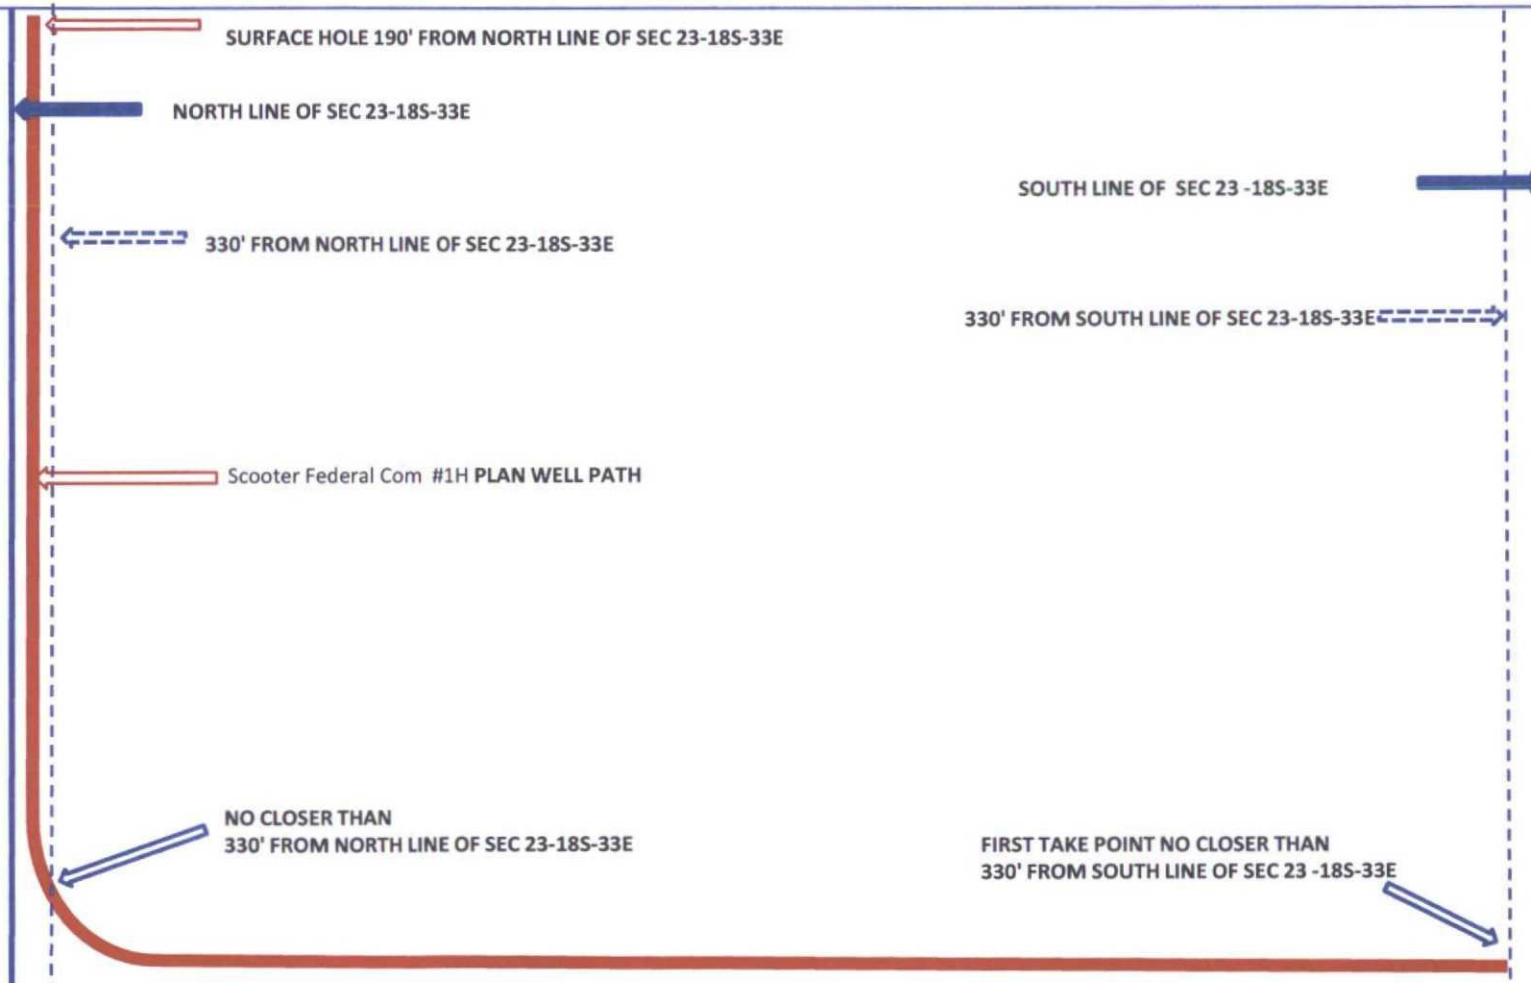 SURFACE HOLE 190' FROM NORTH LINE OF SEC 23-18S-33E
NORTH LINE OF SEC 23-18S-33E
SOUTH LINE OF SEC 23 -18S-33E
330' FROM NORTH LINE OF SEC 23-18S-33E
330' FROM SOUTH LINE OF SEC 23-18S-33E
Scooter Federal Com #1H PLAN WELL PATH
NO CLOSER THAN
330' FROM NORTH LINE OF SEC 23-18S-33E
FIRST TAKE POINT NO CLOSER THAN
330' FROM SOUTH LINE OF SEC 23 -18S-33E